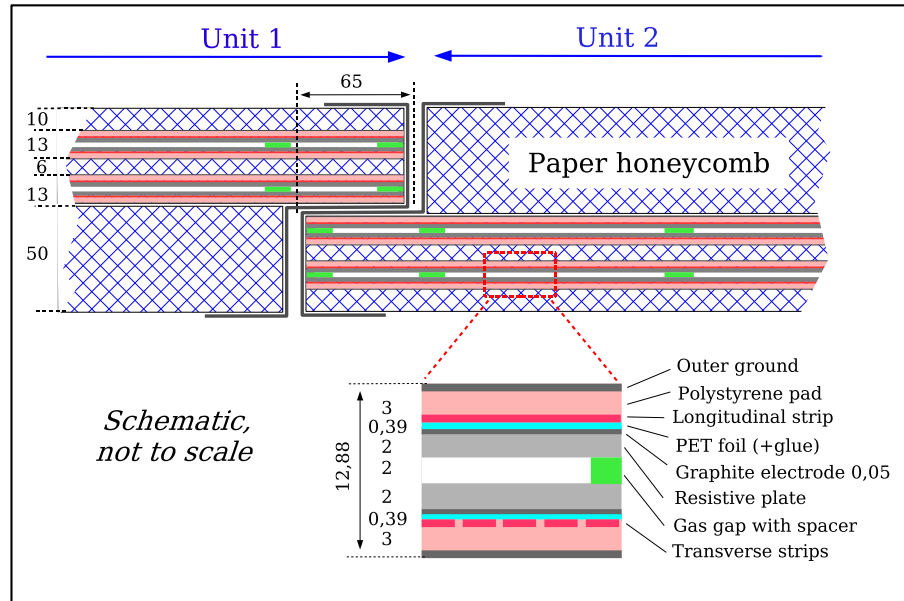 Unit 1
Unit 2
65
10
13
6
13
50
Paper honeycomb
Schematic,
not to scale
12,88
3
0,39
2
2
2
0,39
3
Outer ground
Polystyrene pad
Longitudinal strip
PET foil (+glue)
Graphite electrode 0,05
Resistive plate
Gas gap with spacer
Transverse strips